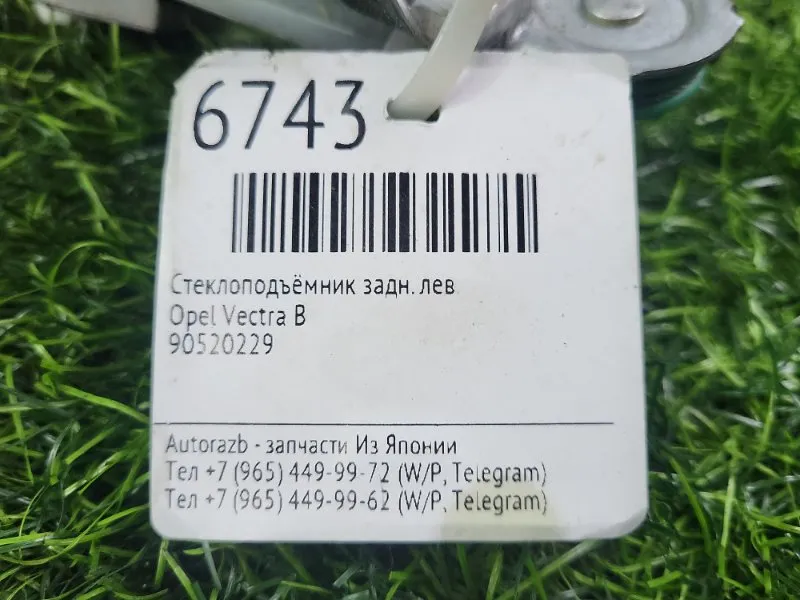 6743
Стеклоподъёмник задн. лев
Opel Vectra B
90520229
Autorazb - запчасти Из Японии
Тел +7 (965) 449-99-72 (W/P, Telegram)
Тел +7 (965) 449-99-62 (W/P, Telegram)